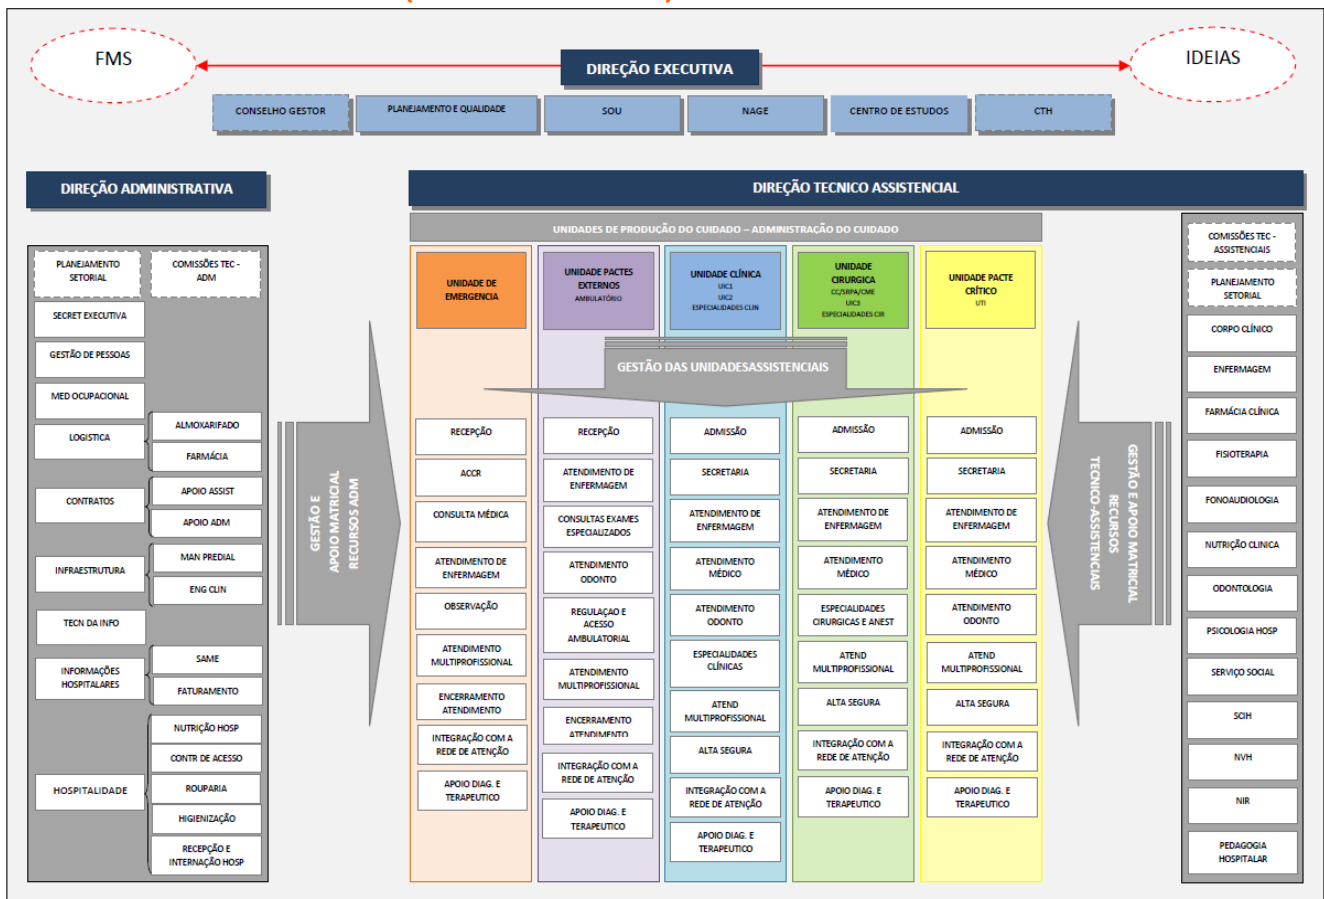 FMS
IDEIAS
DIREÇÃO EXECUTIVA
CONSELHO GESTOR
PLANEJAMENTO E QUALIDADE
SOU
NAGE
CENTRO DE ESTUDOS
CTH
DIREÇÃO ADMINISTRATIVA
DIREÇÃO TECNICO ASSISTENCIAL
PLANEJAMENTO
SETORIAL
COMISSÕES TEC -
ADM
SECRET EXECUTIVA
GESTÃO DE PESSOAS
MED OCUPACIONAL
LOGISTICA
ALMOXARIFADO
FARMÁCIA
CONTRATOS
APOIO ASSIST
APOIO ADM
INFRAESTRUTURA
MAN PREDIAL
ENG CLIN
TECN DA INFO
INFORMAÇÕES
HOSPITALARES
SAME
FATURAMENTO
HOSPITALIDADE
NUTRIÇÃO HOSP
CONTR DE ACESSO
ROUPARIA
HIGIENIZAÇÃO
RECEPÇÃO E
INTERNAÇÃO HOSP
GESTÃO E
APOIO MATRICIAL
RECURSOS ADM
UNIDADES DE PRODUÇÃO DO CUIDADO – ADMINISTRAÇÃO DO CUIDADO
UNIDADE DE
EMERGENCIA
UNIDADE PACTES
EXTERNOS
AMBULATÓRIO
UNIDADE CLÍNICA
UIC1
UIC2
ESPECIALIDADES CLIN
UNIDADE
CIRURGICA
CC/SRPA/CME
UIC3
ESPECIALIDADES CIR
UNIDADE PACTE
CRÍTICO
UTI
GESTÃO DAS UNIDADESASSISTENCIAIS
RECEPÇÃO
ACCR
CONSULTA MÉDICA
ATENDIMENTO DE
ENFERMAGEM
OBSERVAÇÃO
ATENDIMENTO
MULTIPROFISSIONAL
ENCERRAMENTO
ATENDIMENTO
INTEGRAÇÃO COM A
REDE DE ATENÇÃO
APOIO DIAG. E
TERAPEUTICO
RECEPÇÃO
ATENDIMENTO DE
ENFERMAGEM
CONSULTAS EXAMES
ESPECIALIZADOS
ATENDIMENTO
ODONTO
REGULAÇAO E
ACESSO
AMBULATORIAL
ATENDIMENTO
MULTIPROFISSIONAL
ENCERRAMENTO
ATENDIMENTO
INTEGRAÇÃO COM A
REDE DE ATENÇÃO
APOIO DIAG. E
TERAPEUTICO
ADMISSÃO
SECRETARIA
ATENDIMENTO DE
ENFERMAGEM
ATENDIMENTO
MÉDICO
ATENDIMENTO
ODONTO
ESPECIALIDADES
CLÍNICAS
ATEND
MULTIPROFISSIONAL
ALTA SEGURA
INTEGRAÇÃO COM A
REDE DE ATENÇÃO
APOIO DIAG. E
TERAPEUTICO
ADMISSÃO
SECRETARIA
ATENDIMENTO DE
ENFERMAGEM
ATENDIMENTO
MÉDICO
ESPECIALIDADES
CIRURGICAS E ANEST
ATEND
MULTIPROFISSIONAL
ALTA SEGURA
INTEGRAÇÃO COM A
REDE DE ATENÇÃO
APOIO DIAG. E
TERAPEUTICO
ADMISSÃO
SECRETARIA
ATENDIMENTO DE
ENFERMAGEM
ATENDIMENTO
MÉDICO
ATENDIMENTO
ODONTO
ATEND
MULTIPROFISSIONAL
ALTA SEGURA
INTEGRAÇÃO COM A
REDE DE ATENÇÃO
APOIO DIAG. E
TERAPEUTICO
GESTÃO E APOIO MATRICIAL
RECURSOS
TECNICO-ASSISTENCIAIS
COMISSÕES TEC -
ASSISTENCIAIS
PLANEJAMENTO
SETORIAL
CORPO CLÍNICO
ENFERMAGEM
FARMÁCIA CLÍNICA
FISIOTERAPIA
FONOAUDIOLOGIA
NUTRIÇÃO CLINICA
ODONTOLOGIA
PSICOLOGIA HOSP
SERVIÇO SOCIAL
SCIH
NVH
NIR
PEDAGOGIA
HOSPITALAR